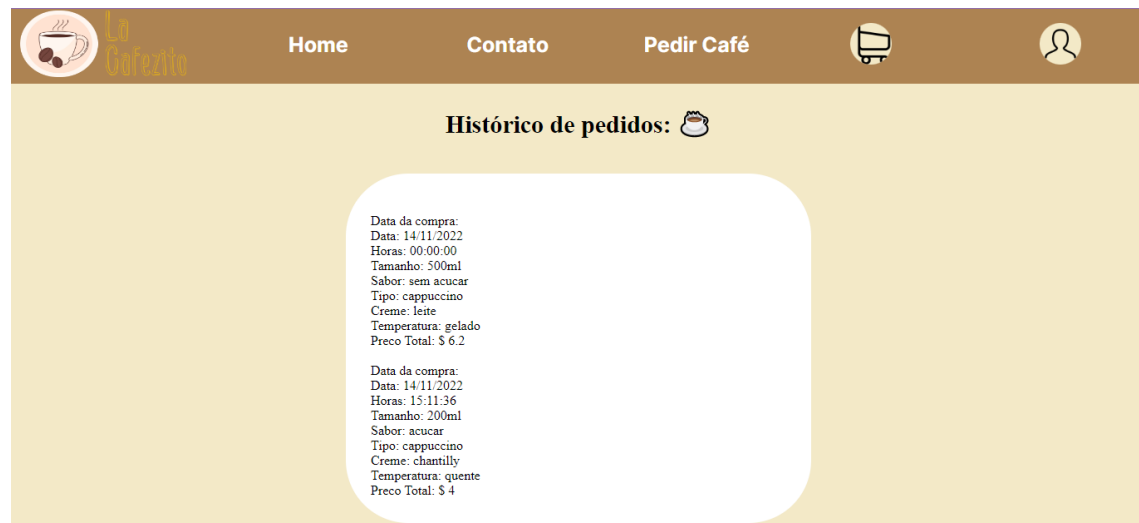 La
Cafezito
Home
Contato
Pedir Café
Histórico de pedidos:
Data da compra:
Data: 14/11/2022
Horas: 00:00:00
Tamanho: 500ml
Sabor: sem acucar
Tipo: cappuccino
Creme: leite
Temperatura: gelado
Preco Total: $ 6.2
Data da compra:
Data: 14/11/2022
Horas: 15:11:36
Tamanho: 200ml
Sabor: acucar
Tipo: cappuccino
Creme: chantilly
Temperatura: quente
Preco Total: $ 4